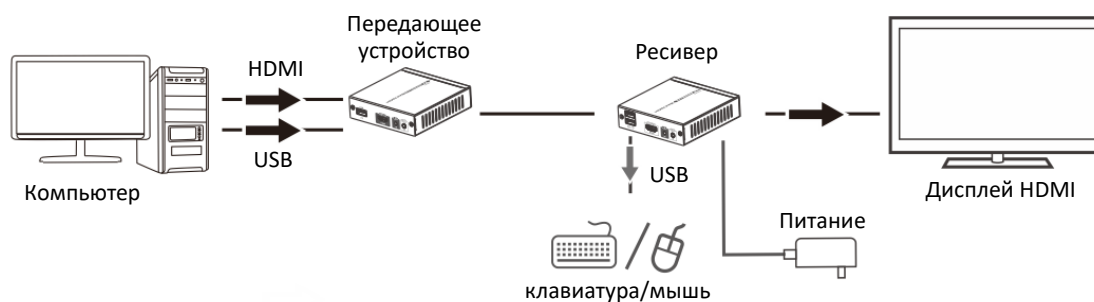 Передающее
устройство
HDMI
Ресивер
USB
Компьютер
USB
Дисплей HDMI
Питание
клавиатура/мышь